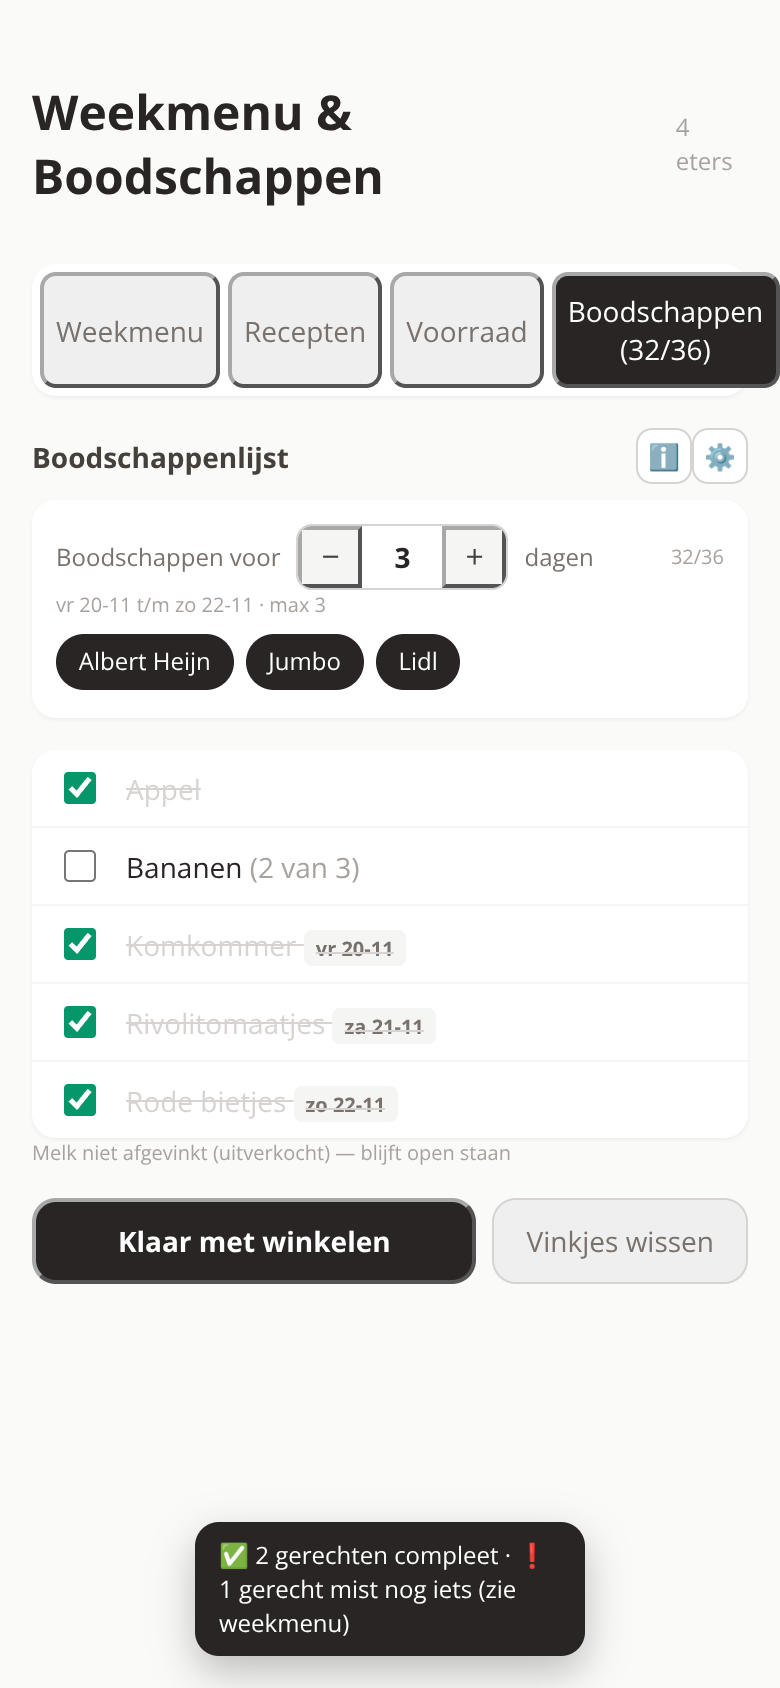 Weekmenu &
Boodschappen
4
eters
Weekmenu
Recepten
Voorraad
Boodschappen
(32/36)
Boodschappenlijst
Boodschappen voor − 3 + dagen 32/36
vr 20-11 t/m zo 22-11 · max 3
Albert Heijn
Jumbo
Lidl
Appel
Bananen (2 van 3)
Komkommer vr 20-11
Rivolitomaatjes za 21-11
Rode bietjes zo 22-11
Melk niet afgevinkt (uitverkocht) — blijft open staan
Klaar met winkelen
Vinkjes wissen
✅ 2 gerechten compleet · ❗
1 gerecht mist nog iets (zie
weekmenu)